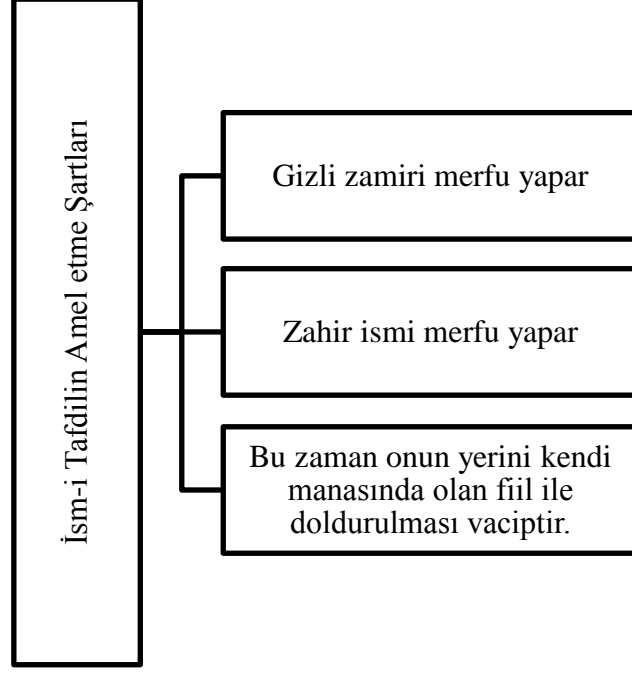 İsm-i Tafdilin Amel etme Şartları
Gizli zamiri merfu yapar
Zahir ismi merfu yapar
Bu zaman onun yerini kendi
manasında olan fiil ile
doldurulması vaciptir.